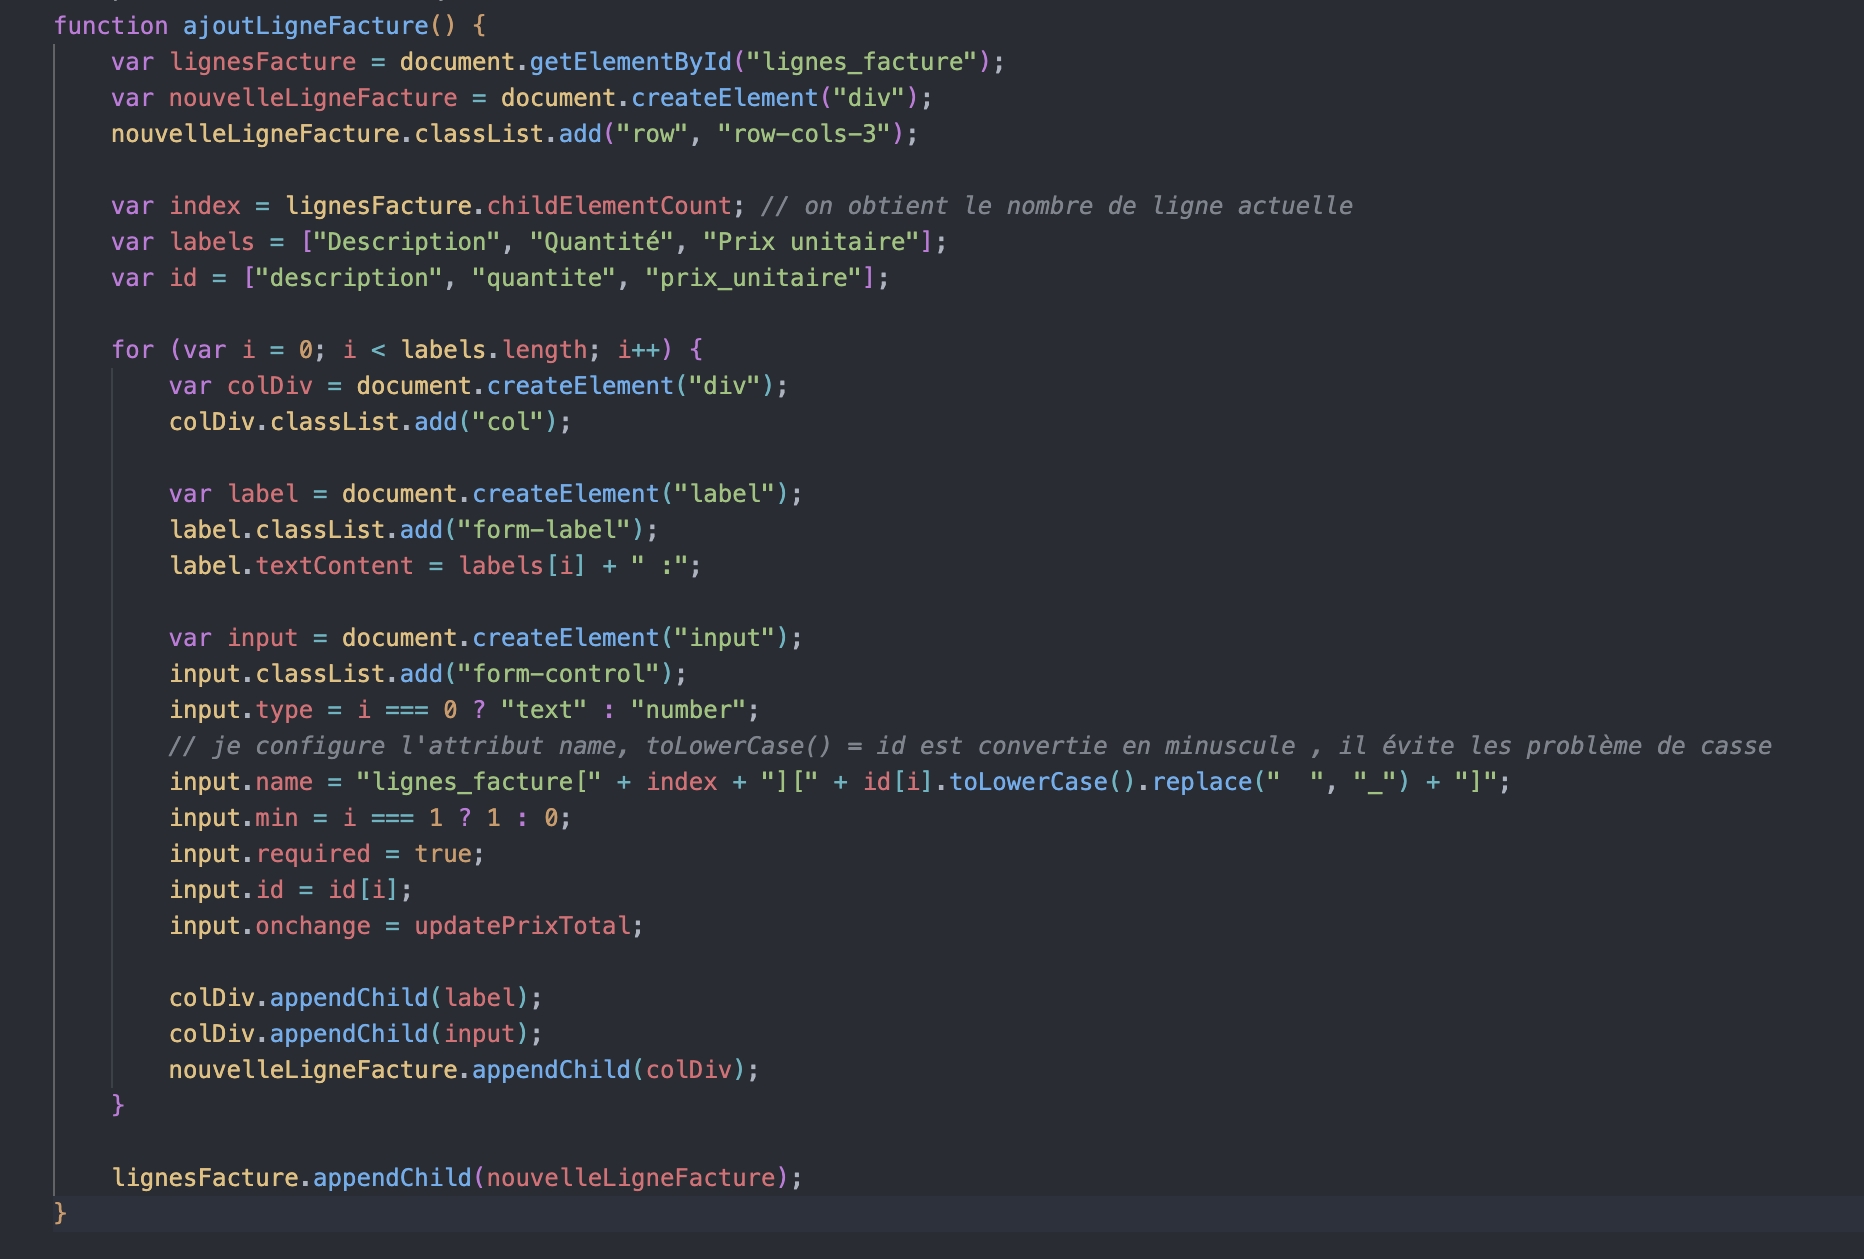 function ajoutLigneFacture() {
var lignesFacture = document.getElementById("lignes_facture");
var nouvelleLigneFacture = document.createElement("div");
nouvelleLigneFacture.classList.add("row", "row-cols-3");
var index = lignesFacture.childElementCount; // on obtient le nombre de ligne actuelle
var labels = ["Description", "Quantité", "Prix unitaire"];
var id = ["description", "quantite", "prix_unitaire"];
for (var i = 0; i < labels.length; i++) {
var colDiv = document.createElement("div");
colDiv.classList.add("col");
var label = document.createElement("label");
label.classList.add("form-label");
label.textContent = labels[i] + " :";
var input = document.createElement("input");
input.classList.add("form-control");
input.type = i === 0 ? "text" : "number";
// je configure l'attribut name, toLowerCase() = id est convertie en minuscule , il évite les problème de casse
input.name = "lignes_facture[" + index + "][" + id[i].toLowerCase().replace("  ", "_") + "]";
input.min = i === 1 ? 1 : 0;
input.required = true;
input.id = id[i];
input.onchange = updatePrixTotal;
colDiv.appendChild(label);
colDiv.appendChild(input);
nouvelleLigneFacture.appendChild(colDiv);
}
lignesFacture.appendChild(nouvelleLigneFacture);
}